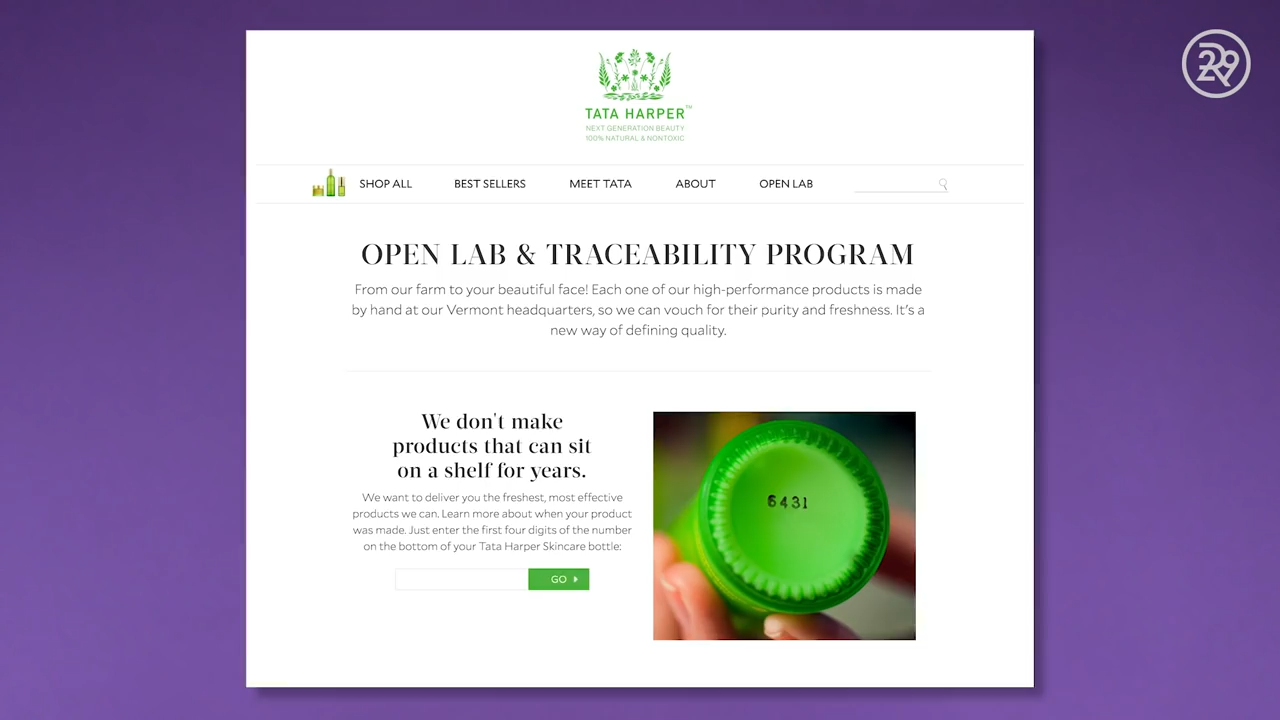 R29
TATA HARPER™
NEXT GENERATION BEAUTY
100% NATURAL & NONTOXIC
SHOP ALL BEST SELLERS MEET TATA ABOUT OPEN LAB
OPEN LAB & TRACEABILITY PROGRAM
From our farm to your beautiful face! Each one of our high-performance products is made
by hand at our Vermont headquarters, so we can vouch for their purity and freshness. It's a
new way of defining quality.
We don't make
products that can sit
on a shelf for years.
We want to deliver you the freshest, most effective
products we can. Learn more about when your product
was made. Just enter the first four digits of the number
on the bottom of your Tata Harper Skincare bottle:
GO
6431